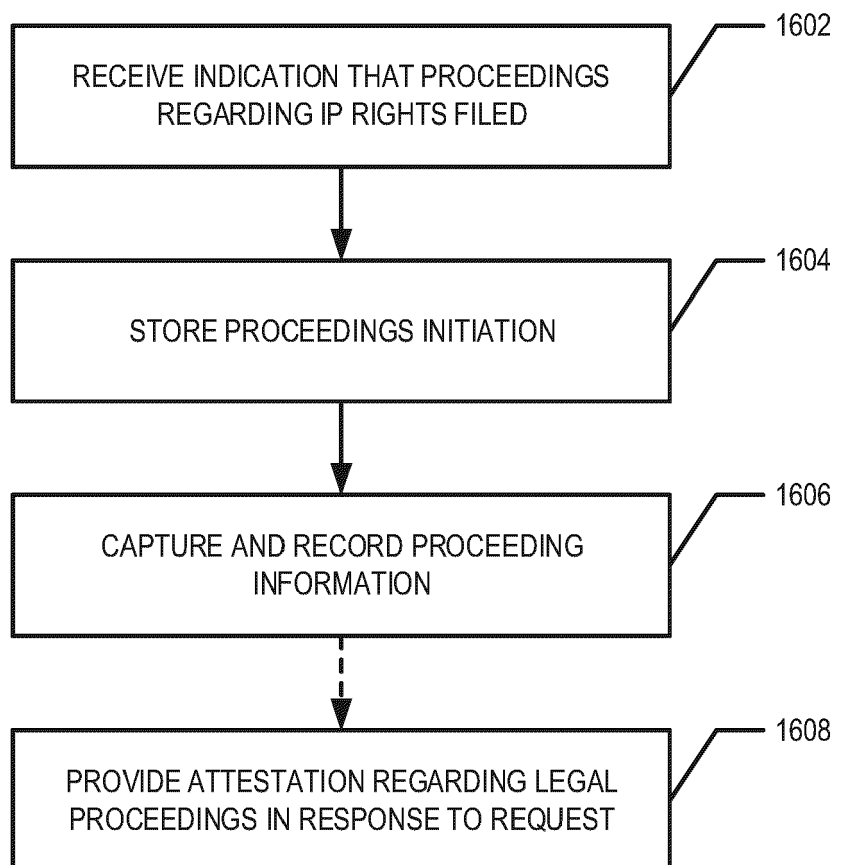 1602
RECEIVE INDICATION THAT PROCEEDINGS
REGARDING IP RIGHTS FILED
1604
STORE PROCEEDINGS INITIATION
1606
CAPTURE AND RECORD PROCEEDING
INFORMATION
1608
PROVIDE ATTESTATION REGARDING LEGAL
PROCEEDINGS IN RESPONSE TO REQUEST